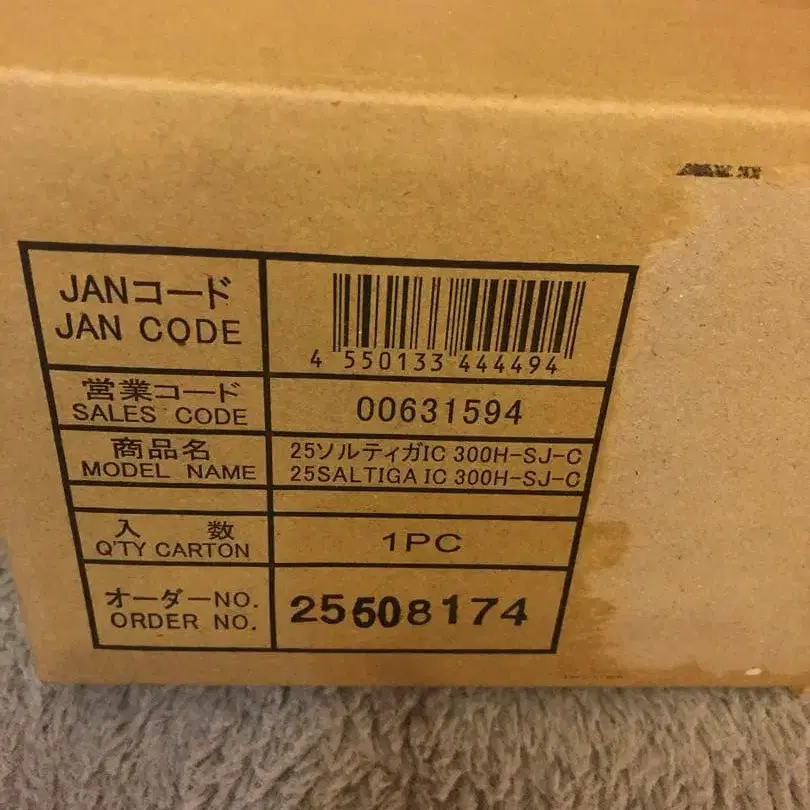 JANコード
JAN CODE
4 550133 444494
営業コード
SALES CODE
00631594
商品名
MODEL NAME
25ソルティガIC 300H-SJ-C
25SALTIGA IC 300H-SJ-C
入 数
Q'TY CARTON
1PC
オーダーNO.
ORDER NO.
25508174